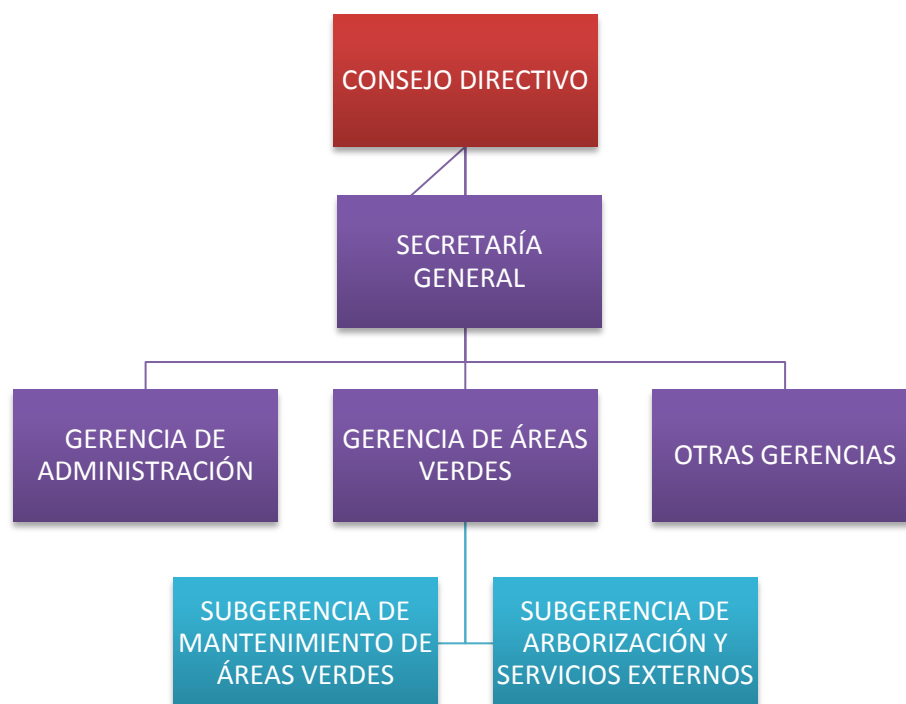 CONSEJO DIRECTIVO
SECRETARÍA
GENERAL
GERENCIA DE
ADMINISTRACIÓN
GERENCIA DE ÁREAS
VERDES
OTRAS GERENCIAS
SUBGERENCIA DE
MANTENIMIENTO DE
ÁREAS VERDES
SUBGERENCIA DE
ARBORIZACIÓN Y
SERVICIOS EXTERNOS